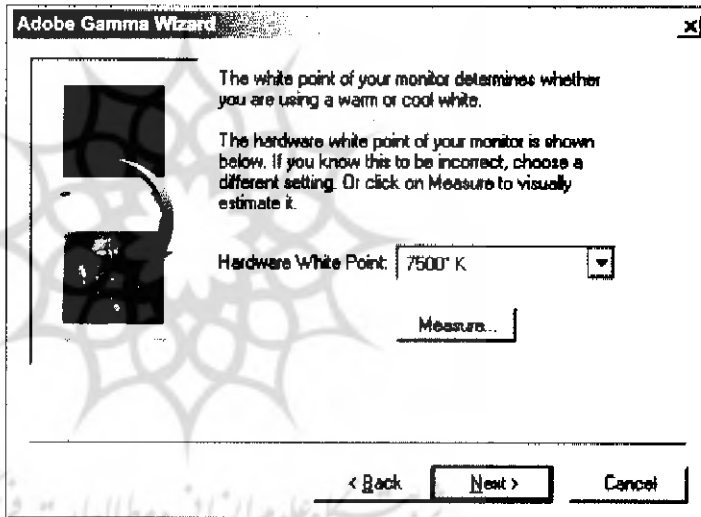 Adobe Gamma Wizard
The white point of your monitor determines whether
you are using a warm or cool white.
The hardware white point of your monitor is shown
below. If you know this to be incorrect, choose a
different setting. Or click on Measure to visually
estimate it.
Hardware White Point: 7500° K
Measure...
< Back Next > Cancel